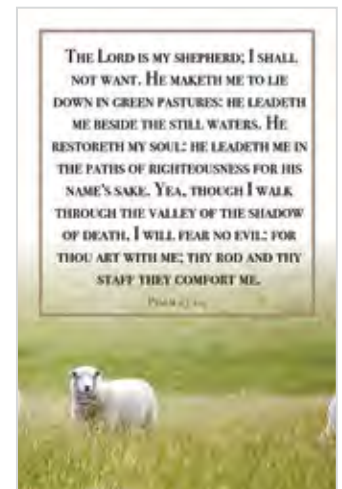 The Lord is my shepherd; I shall
not want. He maketh me to lie
down in green pastures: he leadeth
me beside the still waters. He
restoreth my soul: he leadeth me in
the paths of righteousness for his
name's sake. Yea, though I walk
through the valley of the shadow
of death, I will fear no evil: for
thou art with me; thy rod and thy
staff they comfort me.
Psalm